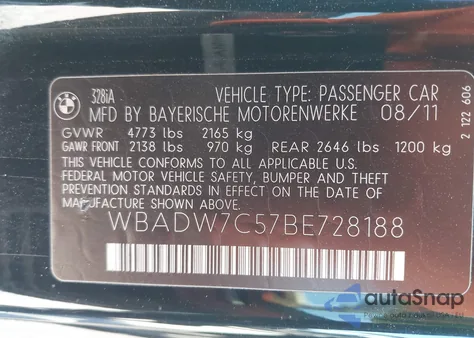 BMW
328iA VEHICLE TYPE: PASSENGER CAR
MFD BY BAYERISCHE MOTORENWERKE 08/11
GVWR 4773 lbs 2165 kg
GAWR FRONT 2138 lbs 970 kg REAR 2646 lbs 1200 kg
THIS VEHICLE CONFORMS TO ALL APPLICABLE U.S.
FEDERAL MOTOR VEHICLE SAFETY, BUMPER, AND THEFT
PREVENTION STANDARDS IN EFFECT ON THE DATE OF
MANUFACTURE SHOWN ABOVE.
WBADW7C57BE728188
2 122 606
autoSnap